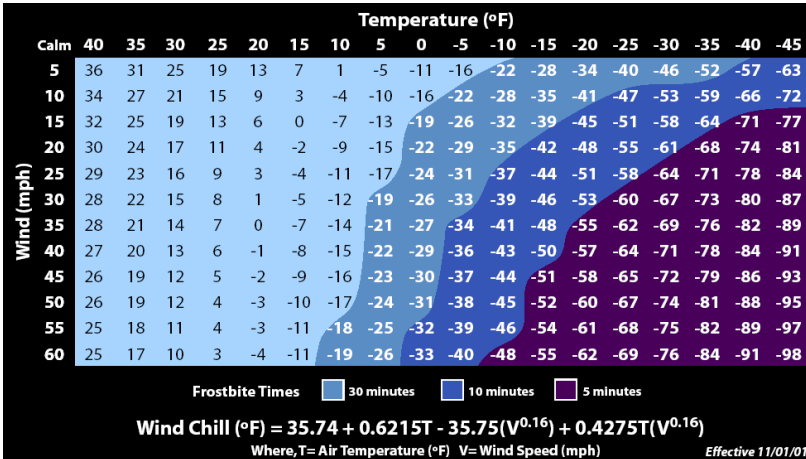 Temperature (ºF)
Calm 40 35 30 25 20 15 10 5 0 -5 -10 -15 -20 -25 -30 -35 -40 -45
5 36 31 25 19 13 7 1 -5 -11 -16 -22 -28 -34 -40 -46 -52 -57 -63
10 34 27 21 15 9 3 -4 -10 -16 -22 -28 -35 -41 -47 -53 -59 -66 -72
15 32 25 19 13 6 0 -7 -13 -19 -26 -32 -39 -45 -51 -58 -64 -71 -77
20 30 24 17 11 4 -2 -9 -15 -22 -29 -35 -42 -48 -55 -61 -68 -74 -81
25 29 23 16 9 3 -4 -11 -17 -24 -31 -37 -44 -51 -58 -64 -71 -78 -84
30 28 22 15 8 1 -5 -12 -19 -26 -33 -39 -46 -53 -60 -67 -73 -80 -87
35 28 21 14 7 0 -7 -14 -21 -27 -34 -41 -48 -55 -62 -69 -76 -82 -89
40 27 20 13 6 -1 -8 -15 -22 -29 -36 -43 -50 -57 -64 -71 -78 -84 -91
45 26 19 12 5 -2 -9 -16 -23 -30 -37 -44 -51 -58 -65 -72 -79 -86 -93
50 26 19 12 4 -3 -10 -17 -24 -31 -38 -45 -52 -60 -67 -74 -81 -88 -95
55 25 18 11 4 -3 -11 -18 -25 -32 -39 -46 -54 -61 -68 -75 -82 -89 -97
60 25 17 10 3 -4 -11 -19 -26 -33 -40 -48 -55 -62 -69 -76 -84 -91 -98
Wind (mph)
Frostbite Times 30 minutes 10 minutes 5 minutes
Wind Chill (ºF) = 35.74 + 0.6215T - 35.75(V0.16) + 0.4275T(V0.16)
Where, T= Air Temperature (ºF) V= Wind Speed (mph) Effective 11/01/01